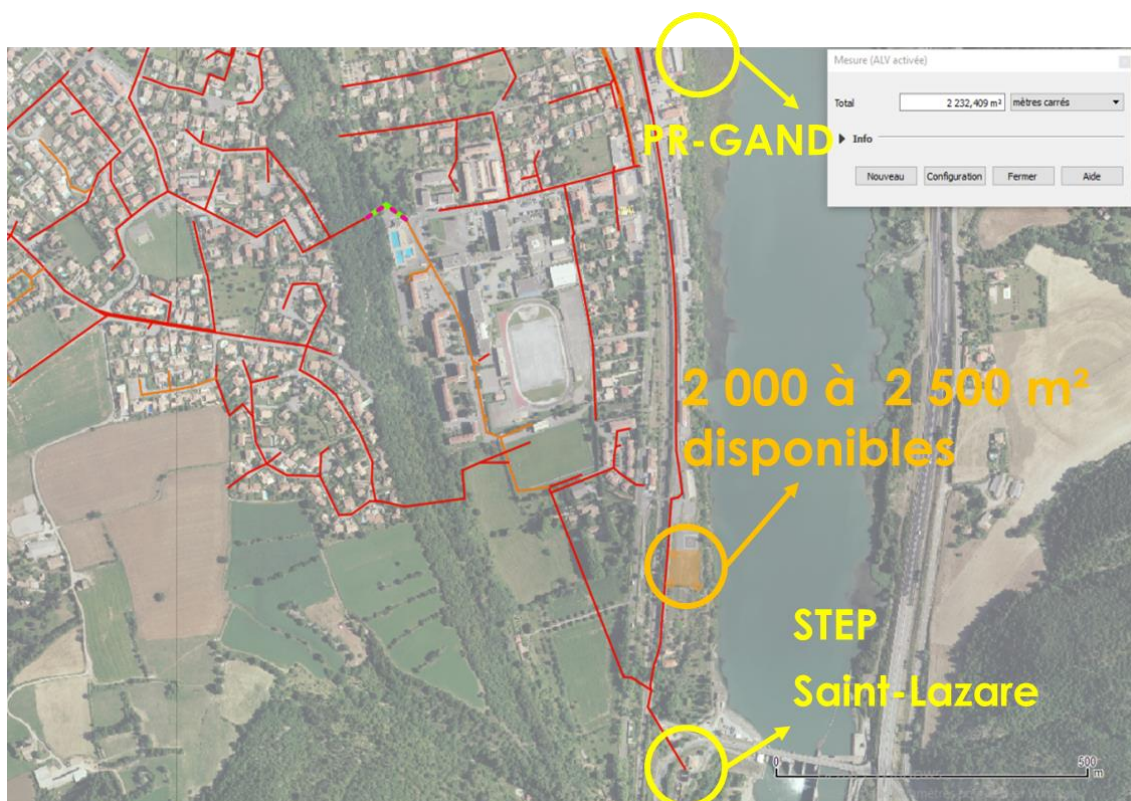 Mesure (ALV activée)
Total 2 232,409 m² mètres carrés
Info
Nouveau Configuration Fermer Aide
PR-GAND
2 000 à 2 500 m²
disponibles
STEP
Saint-Lazare
0 500
m